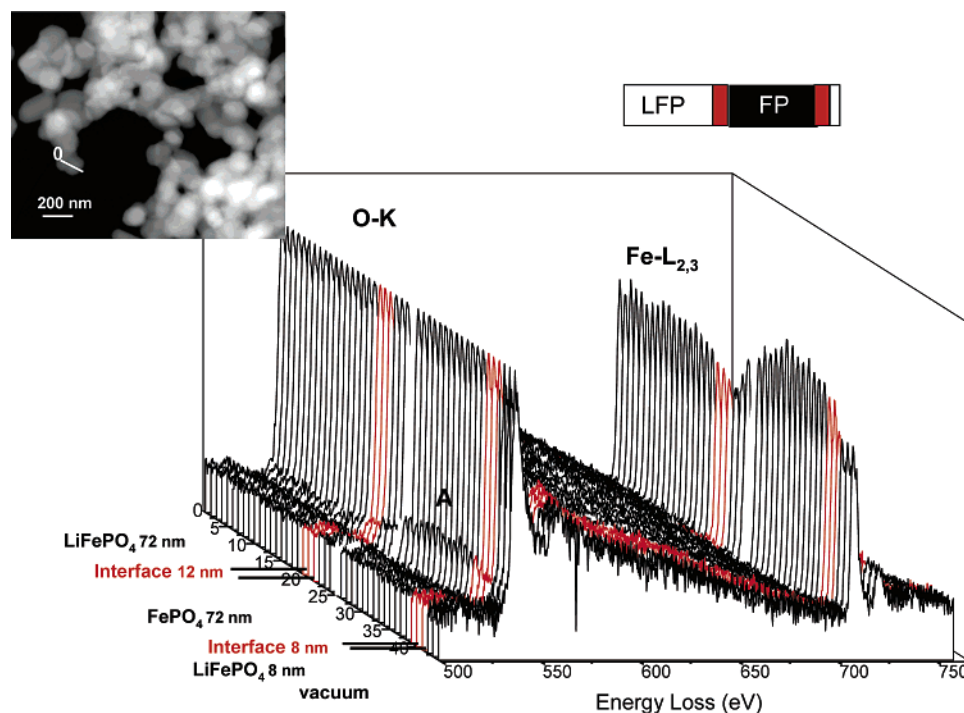 0
200 nm
LFP FP
O-K
Fe-L2,3
A
0
5
10
15
20
25
30
35
40
LiFePO4 72 nm
Interface 12 nm
FePO4 72 nm
Interface 8 nm
LiFePO4 8 nm
vacuum
500 550 600 650 700 750
Energy Loss (eV)